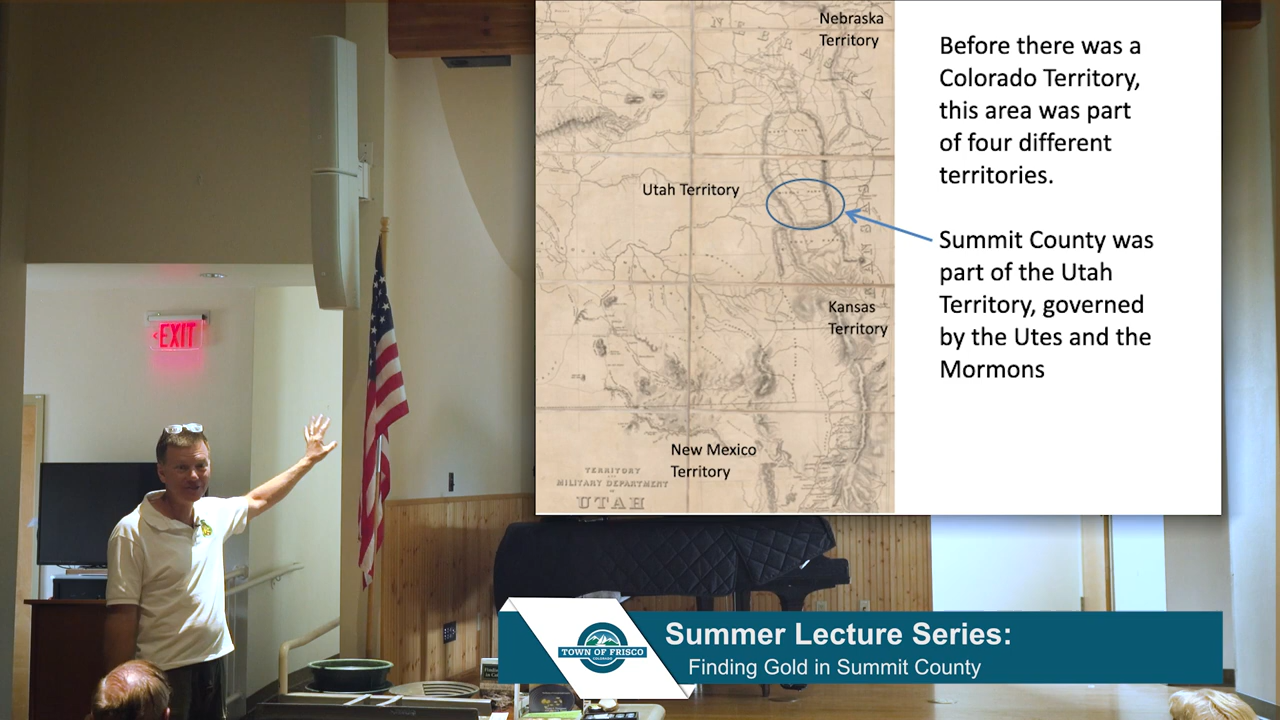 Nebraska
Territory
Before there was a
Colorado Territory,
this area was part
of four different
territories.
Utah Territory
Summit County was
part of the Utah
Territory, governed
by the Utes and the
Mormons
Kansas
Territory
New Mexico
Territory
TERRITORY
MILITARY DEPARTMENT
UTAH
EXIT
TOWN OF FRISCO
COLORADO
Summer Lecture Series:
Finding Gold in Summit County